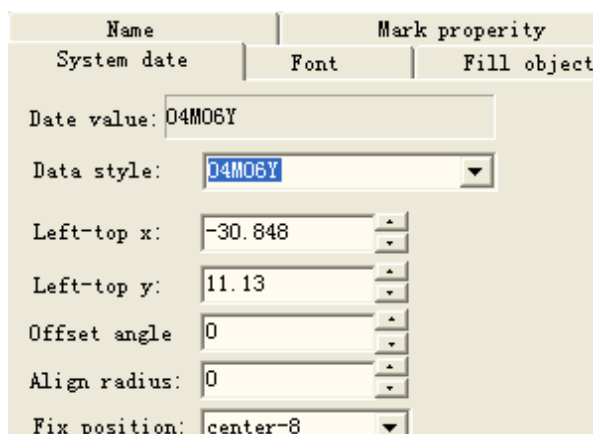 Name Mark properity
System date Font Fill object
Date value: 04M06Y
Data style: 04M06Y
Left-top x: -30.848
Left-top y: 11.13
Offset angle 0
Align radius: 0
Fix position: center-8